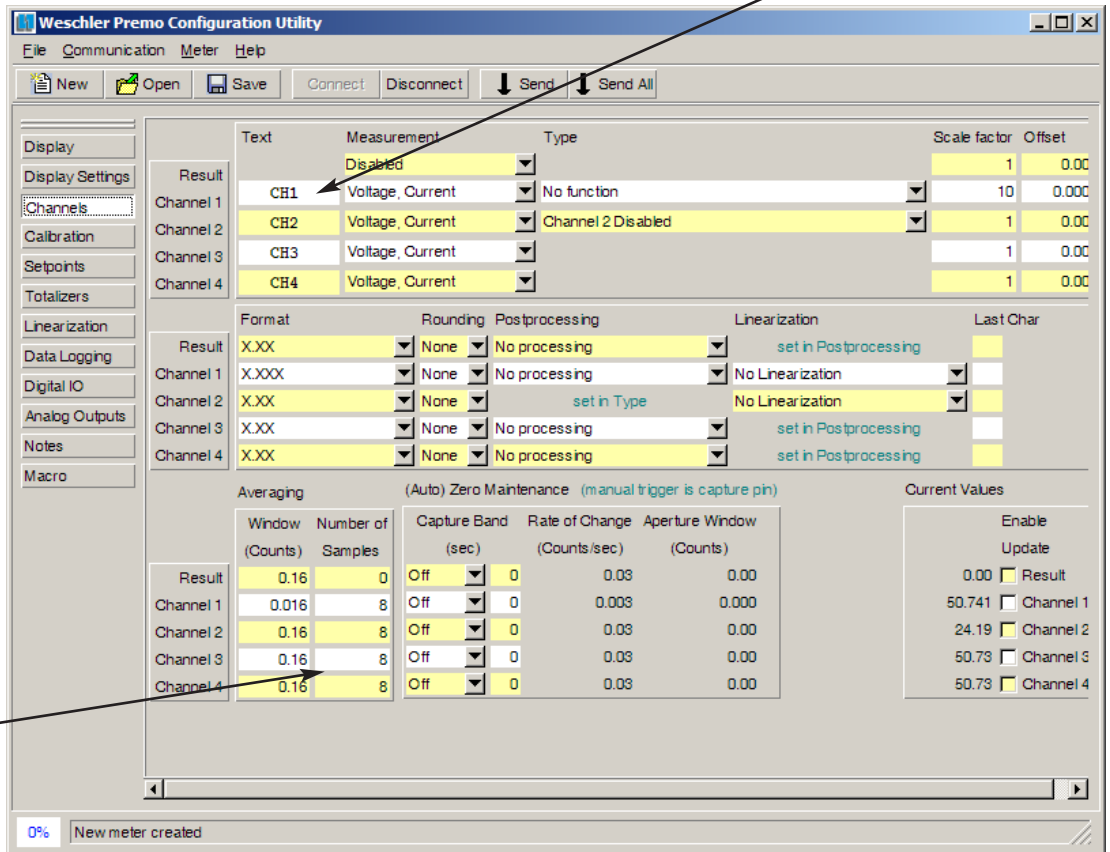 Weschler Premo Configuration Utility
File Communication Meter Help
New Open Save Connect Disconnect Send Send All
Display
Display Settings
Channels
Calibration
Setpoints
Totalizers
Linearization
Data Logging
Digital IO
Analog Outputs
Notes
Macro
Text Measurement Type Scale factor Offset
Result Disabled 1 0.00
Channel 1 CH1 Voltage, Current No function 10 0.000
Channel 2 CH2 Voltage, Current Channel 2 Disabled 1 0.00
Channel 3 CH3 Voltage, Current 1 0.00
Channel 4 CH4 Voltage, Current 1 0.00
Format Rounding Postprocessing Linearization Last Char
Result X.XX None No processing set in Postprocessing
Channel 1 X.XXX None No processing No Linearization
Channel 2 X.XX None set in Type No Linearization
Channel 3 X.XX None No processing set in Postprocessing
Channel 4 X.XX None No processing set in Postprocessing
Averaging (Auto) Zero Maintenance (manual trigger is capture pin) Current Values
Window Number of Capture Band Rate of Change Aperture Window Enable
(Counts) Samples (sec) (Counts/sec) (Counts) Update
Result 0.16 0 Off 0 0.03 0.00 0.00 Result
Channel 1 0.016 8 Off 0 0.003 0.000 50.741 Channel 1
Channel 2 0.16 8 Off 0 0.03 0.00 24.19 Channel 2
Channel 3 0.16 8 Off 0 0.03 0.00 50.73 Channel 3
Channel 4 0.16 8 Off 0 0.03 0.00 50.73 Channel 4
0% New meter created